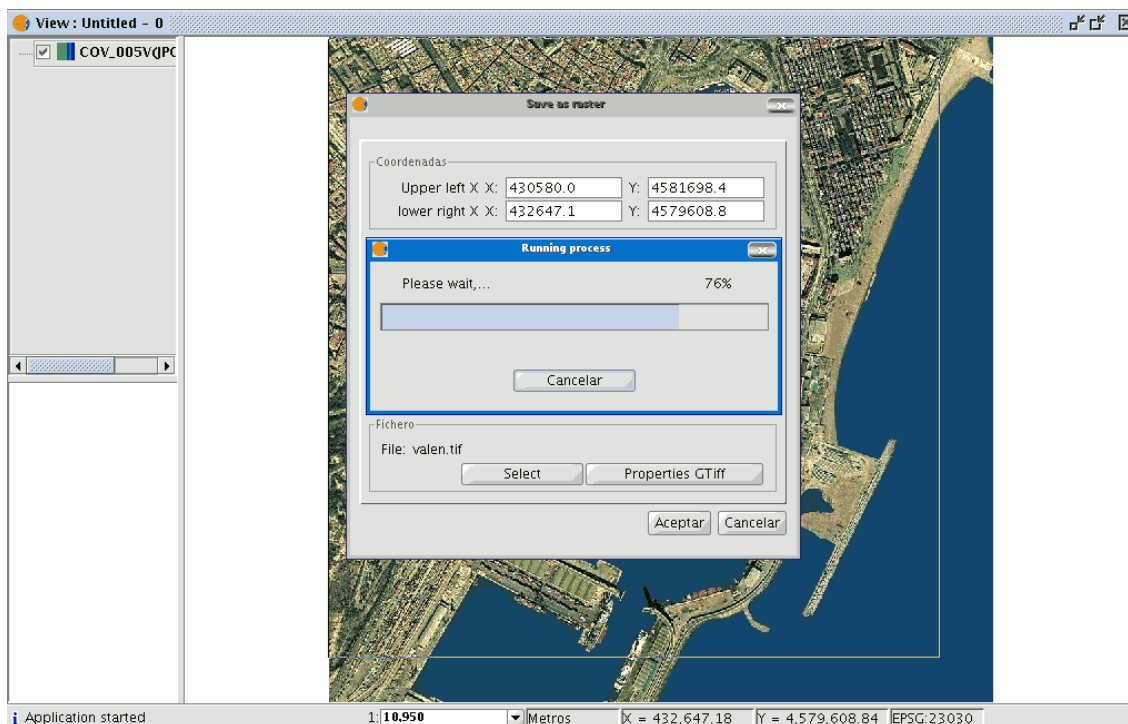 View : Untitled - 0
COV_005V(JPG
Save as raster
Coordenadas
Upper left X X: 430580.0 Y: 4581698.4
lower right X X: 432647.1 Y: 4579608.8
Running process
Please wait,... 76%
Cancelar
Fichero
File: valen.tif
Select Properties GTiff
Aceptar Cancelar
i Application started 1: 10,950 Metros X = 432,647.18 Y = 4,579,608.84 EPSG:23030